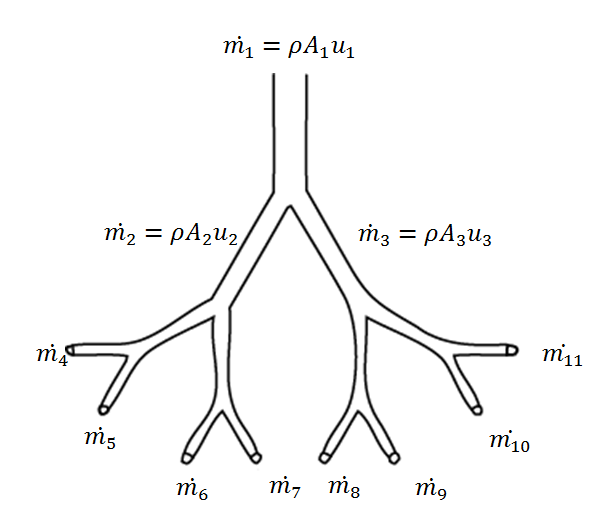 ṁ₁ = ρA₁u₁
ṁ₂ = ρA₂u₂
ṁ₃ = ρA₃u₃
ṁ₄
ṁ₁₁
ṁ₅
ṁ₁₀
ṁ₆
ṁ₇
ṁ₈
ṁ₉